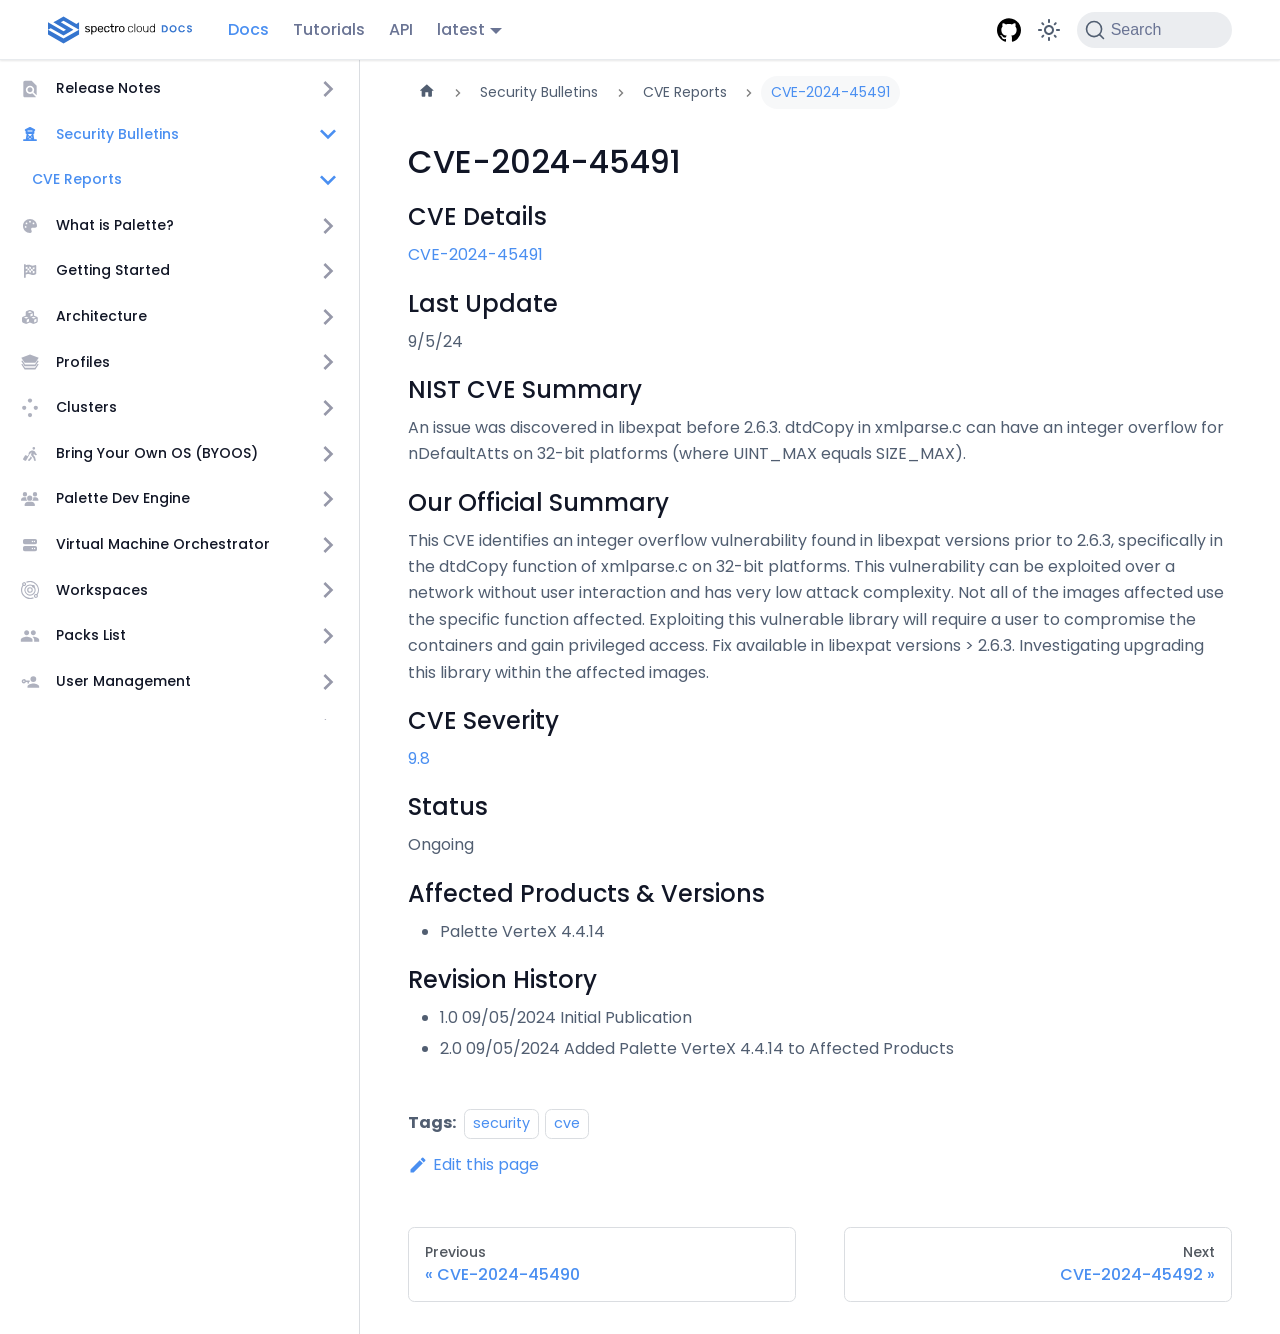 spectro cloud DOCS Docs Tutorials API latest Search
Release Notes
Security Bulletins
CVE Reports
What is Palette?
Getting Started
Architecture
Profiles
Clusters
Bring Your Own OS (BYOOS)
Palette Dev Engine
Virtual Machine Orchestrator
Workspaces
Packs List
User Management
Security Bulletins CVE Reports CVE-2024-45491
CVE-2024-45491
CVE Details
CVE-2024-45491
Last Update
9/5/24
NIST CVE Summary
An issue was discovered in libexpat before 2.6.3. dtdCopy in xmlparse.c can have an integer overflow for
nDefaultAtts on 32-bit platforms (where UINT_MAX equals SIZE_MAX).
Our Official Summary
This CVE identifies an integer overflow vulnerability found in libexpat versions prior to 2.6.3, specifically in
the dtdCopy function of xmlparse.c on 32-bit platforms. This vulnerability can be exploited over a
network without user interaction and has very low attack complexity. Not all of the images affected use
the specific function affected. Exploiting this vulnerable library will require a user to compromise the
containers and gain privileged access. Fix available in libexpat versions > 2.6.3. Investigating upgrading
this library within the affected images.
CVE Severity
9.8
Status
Ongoing
Affected Products & Versions
• Palette VerteX 4.4.14
Revision History
• 1.0 09/05/2024 Initial Publication
• 2.0 09/05/2024 Added Palette VerteX 4.4.14 to Affected Products
Tags: security cve
Edit this page
Previous
« CVE-2024-45490
Next
CVE-2024-45492 »